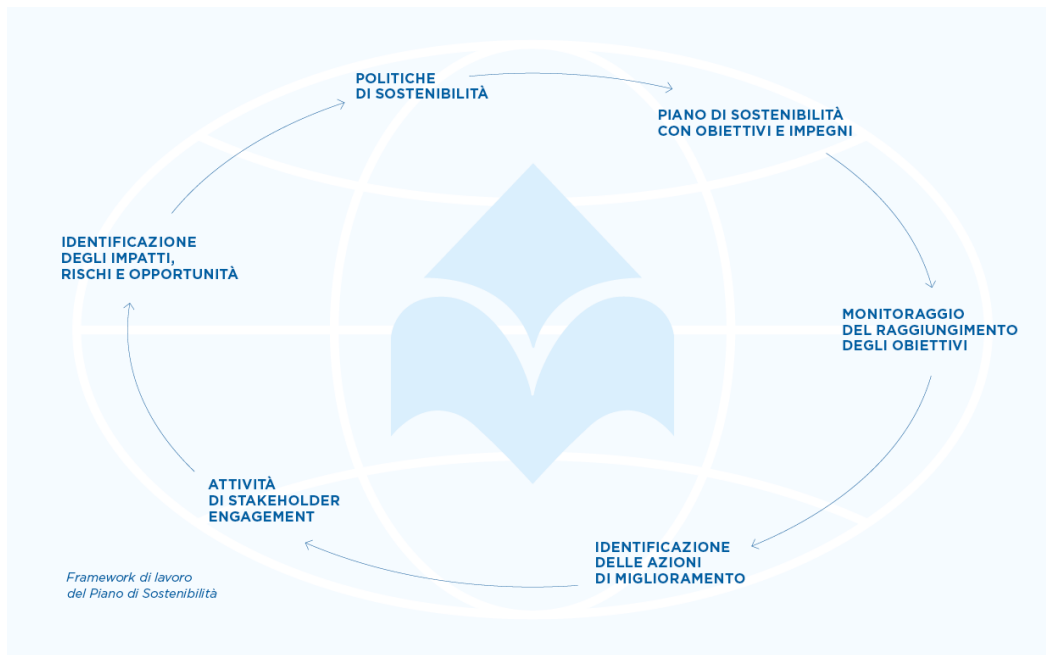 POLITICHE
DI SOSTENIBILITÀ
PIANO DI SOSTENIBILITÀ
CON OBIETTIVI E IMPEGNI
MONITORAGGIO
DEL RAGGIUNGIMENTO
DEGLI OBIETTIVI
IDENTIFICAZIONE
DELLE AZIONI
DI MIGLIORAMENTO
ATTIVITÀ
DI STAKEHOLDER
ENGAGEMENT
IDENTIFICAZIONE
DEGLI IMPATTI,
RISCHI E OPPORTUNITÀ
Framework di lavoro
del Piano di Sostenibilità